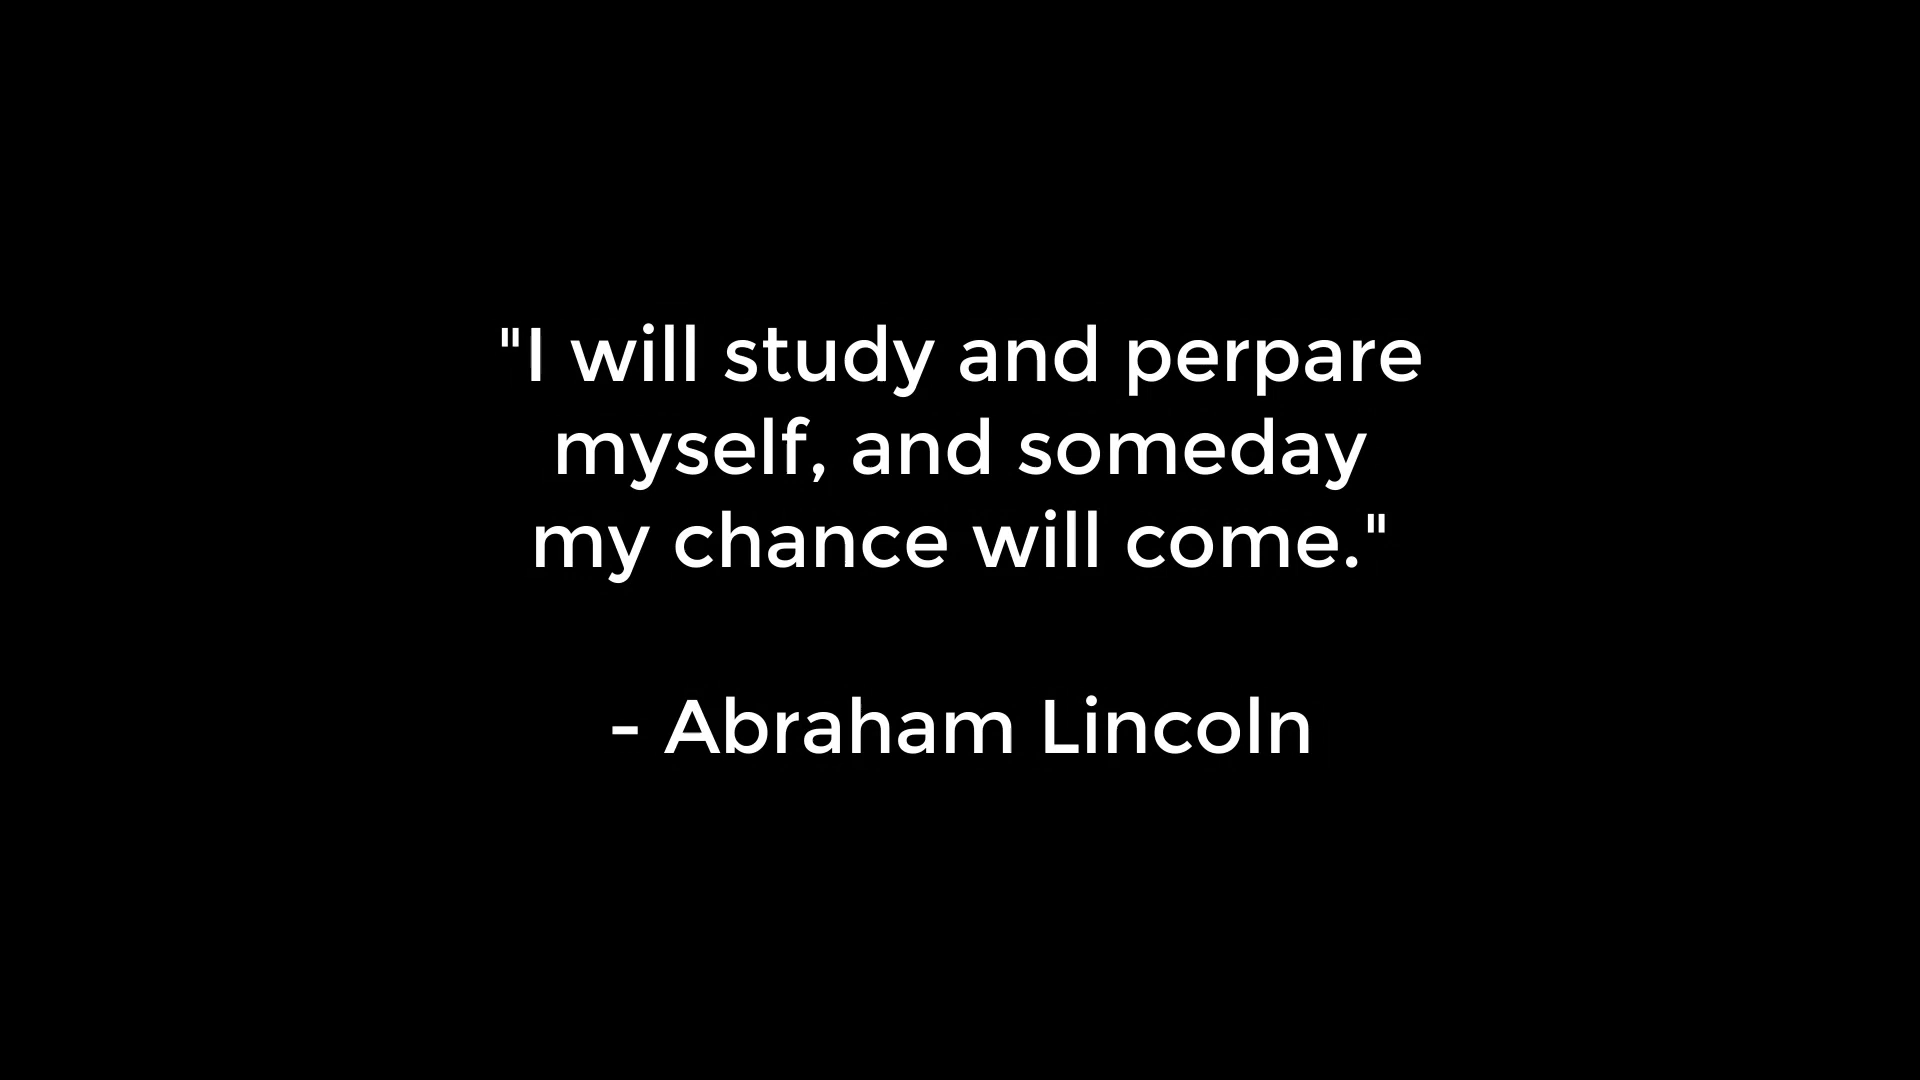 "I will study and perpare
myself, and someday
my chance will come."
- Abraham Lincoln